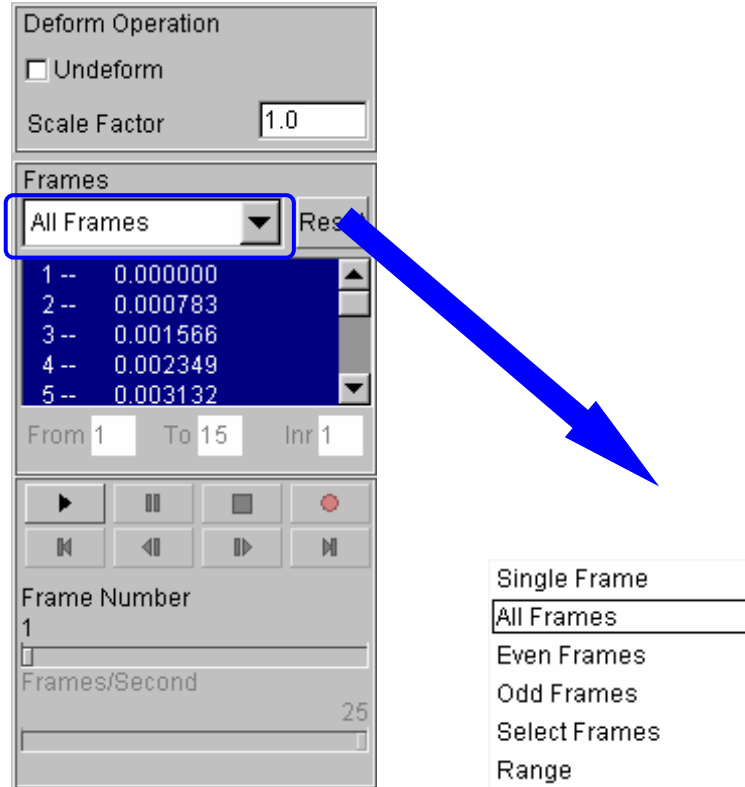 Deform Operation
Undeform
Scale Factor 1.0
Frames
All Frames
1 -- 0.000000
2 -- 0.000783
3 -- 0.001566
4 -- 0.002349
5 -- 0.003132
From 1 To 15 Inr 1
Frame Number
1
Frames/Second
25
Single Frame
All Frames
Even Frames
Odd Frames
Select Frames
Range